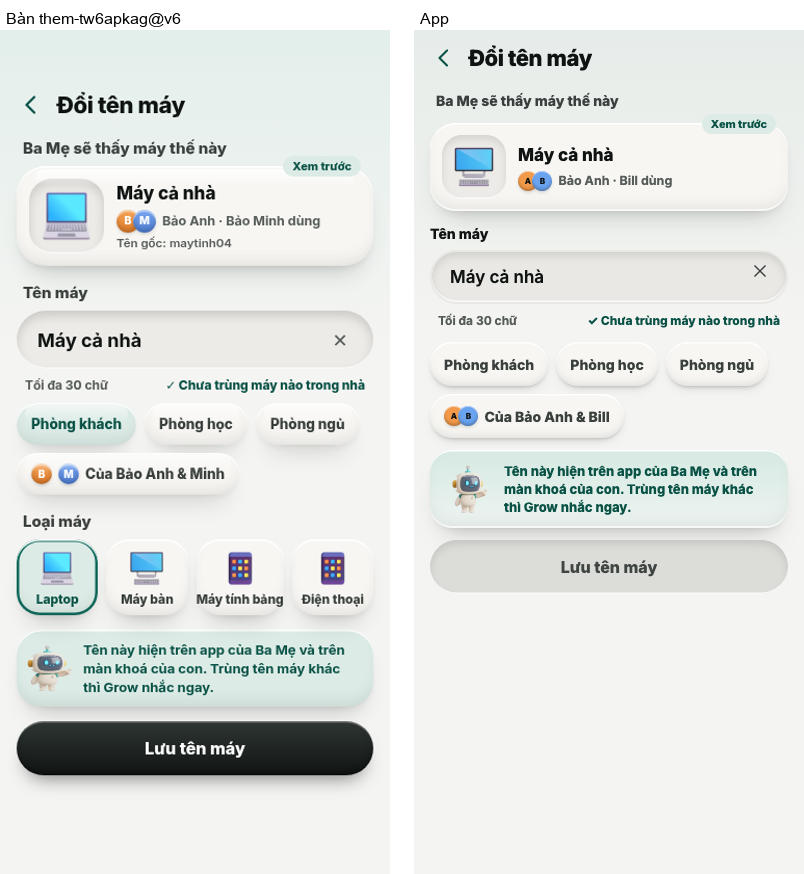 Bản them-tw6apkag@v6
Đổi tên máy
Ba Mẹ sẽ thấy máy thế này
Xem trước
Máy cả nhà
B M Bảo Anh · Bảo Minh dùng
Tên gốc: maytinh04
Tên máy
Máy cả nhà ×
Tối đa 30 chữ ✓ Chưa trùng máy nào trong nhà
Phòng khách Phòng học Phòng ngủ
B M Của Bảo Anh & Minh
Loại máy
Laptop Máy bàn Máy tính bảng Điện thoại
Tên này hiện trên app của Ba Mẹ và trên
màn khoá của con. Trùng tên máy khác
thì Grow nhắc ngay.
Lưu tên máy
App
Đổi tên máy
Ba Mẹ sẽ thấy máy thế này
Xem trước
Máy cả nhà
A B Bảo Anh · Bill dùng
Tên máy
Máy cả nhà ×
Tối đa 30 chữ ✓ Chưa trùng máy nào trong nhà
Phòng khách Phòng học Phòng ngủ
A B Của Bảo Anh & Bill
Tên này hiện trên app của Ba Mẹ và trên
màn khoá của con. Trùng tên máy khác
thì Grow nhắc ngay.
Lưu tên máy